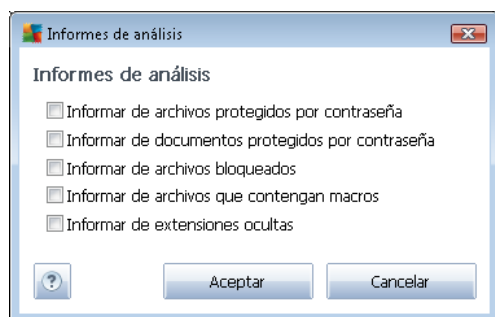 Informes de análisis
Informes de análisis
Informar de archivos protegidos por contraseña
Informar de documentos protegidos por contraseña
Informar de archivos bloqueados
Informar de archivos que contengan macros
Informar de extensiones ocultas
?
Aceptar
Cancelar